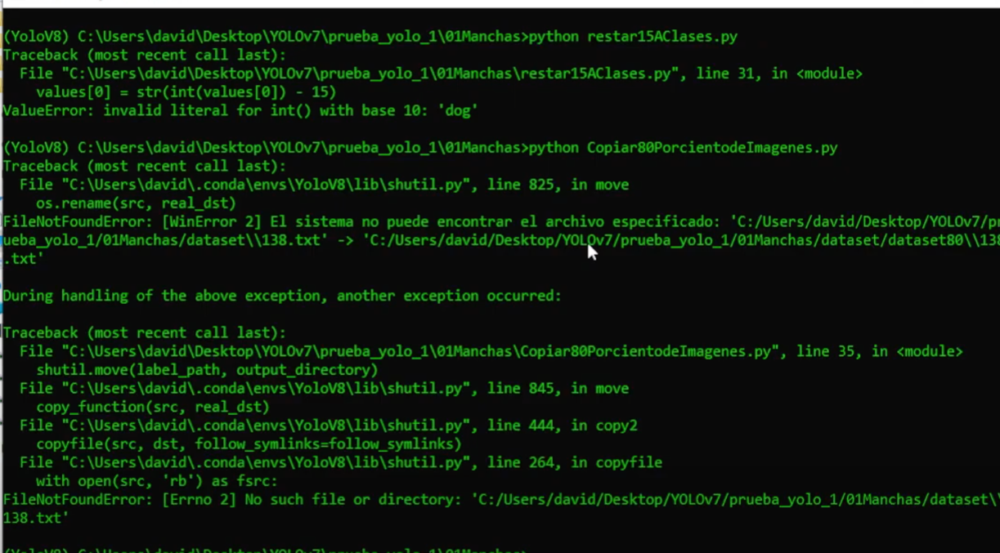 (YoloV8) C:\Users\david\Desktop\YOLOv7\prueba_yolo_1\01Manchas>python restar15AClases.py
Traceback (most recent call last):
File "C:\Users\david\Desktop\YOLOv7\prueba_yolo_1\01Manchas\restar15AClases.py", line 31, in <module>
values[0] = str(int(values[0]) - 15)
ValueError: invalid literal for int() with base 10: 'dog'
(YoloV8) C:\Users\david\Desktop\YOLOv7\prueba_yolo_1\01Manchas>python Copiar80PorcientodeImagenes.py
Traceback (most recent call last):
File "C:\Users\david\.conda\envs\YoloV8\lib\shutil.py", line 825, in move
os.rename(src, real_dst)
FileNotFoundError: [WinError 2] El sistema no puede encontrar el archivo especificado: 'C:/Users/david/Desktop/YOLOv7/pr
ueba_yolo_1/01Manchas/dataset\\138.txt' -> 'C:/Users/david/Desktop/YOLOv7/prueba_yolo_1/01Manchas/dataset/dataset80\\138
.txt'
During handling of the above exception, another exception occurred:
Traceback (most recent call last):
File "C:\Users\david\Desktop\YOLOv7\prueba_yolo_1\01Manchas\Copiar80PorcientodeImagenes.py", line 35, in <module>
shutil.move(label_path, output_directory)
File "C:\Users\david\.conda\envs\YoloV8\lib\shutil.py", line 845, in move
copy_function(src, real_dst)
File "C:\Users\david\.conda\envs\YoloV8\lib\shutil.py", line 444, in copy2
copyfile(src, dst, follow_symlinks=follow_symlinks)
File "C:\Users\david\.conda\envs\YoloV8\lib\shutil.py", line 264, in copyfile
with open(src, 'rb') as fsrc:
FileNotFoundError: [Errno 2] No such file or directory: 'C:/Users/david/Desktop/YOLOv7/prueba_yolo_1/01Manchas/dataset\\
138.txt'
(YoloV8) C:\Users\david\Desktop\YOLOv7\prueba_yolo_1\01Manchas>